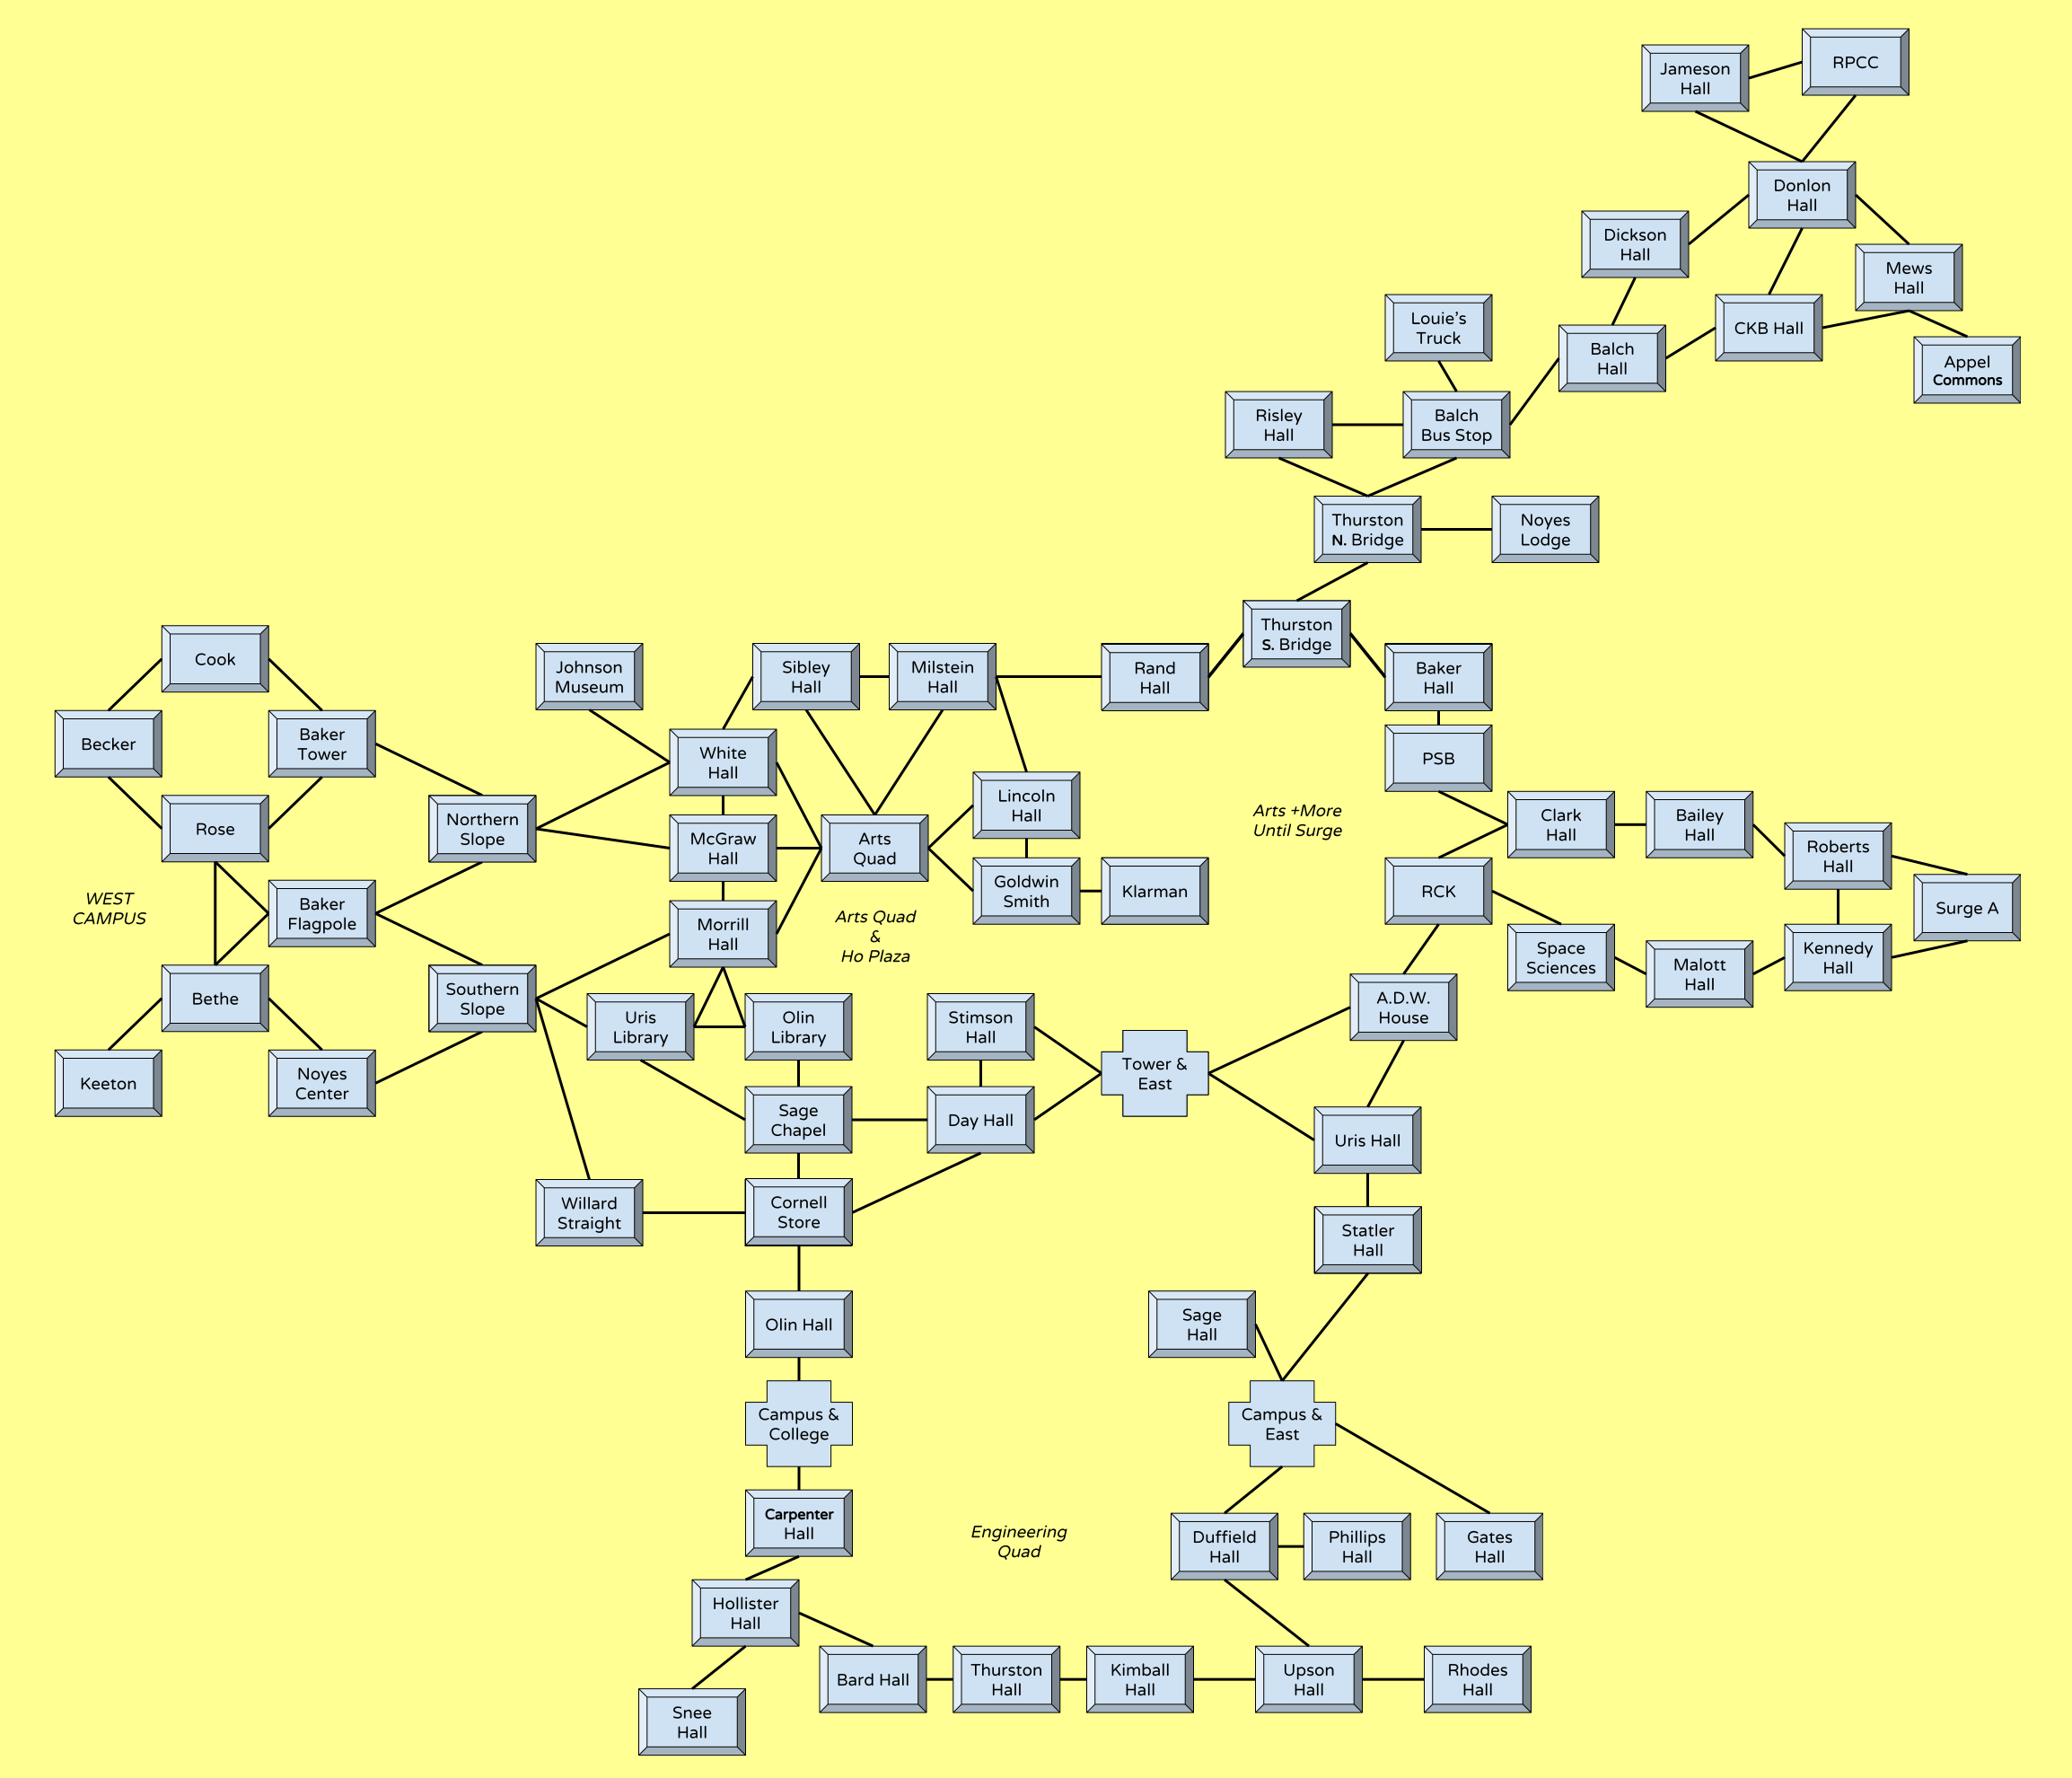 Jameson
Hall
RPCC
Donlon
Hall
Dickson
Hall
Mews
Hall
Louie's
Truck
CKB Hall
Balch
Hall
Appel
Commons
Risley
Hall
Balch
Bus Stop
Thurston
N. Bridge
Noyes
Lodge
Thurston
S. Bridge
Cook
Johnson
Museum
Sibley
Hall
Milstein
Hall
Rand
Hall
Baker
Hall
Becker
Baker
Tower
White
Hall
PSB
Lincoln
Hall
Arts +More
Until Surge
Rose
Northern
Slope
McGraw
Hall
Arts
Quad
Clark
Hall
Bailey
Hall
Roberts
Hall
Goldwin
Smith
Klarman
RCK
Surge A
WEST
CAMPUS
Baker
Flagpole
Morrill
Hall
Arts Quad
&
Ho Plaza
Space
Sciences
Malott
Hall
Kennedy
Hall
Bethe
Southern
Slope
Uris
Library
Olin
Library
Stimson
Hall
A.D.W.
House
Tower &
East
Keeton
Noyes
Center
Sage
Chapel
Day Hall
Uris Hall
Willard
Straight
Cornell
Store
Statler
Hall
Olin Hall
Sage
Hall
Campus &
College
Campus &
East
Carpenter
Hall
Engineering
Quad
Duffield
Hall
Phillips
Hall
Gates
Hall
Hollister
Hall
Bard Hall
Thurston
Hall
Kimball
Hall
Upson
Hall
Rhodes
Hall
Snee
Hall